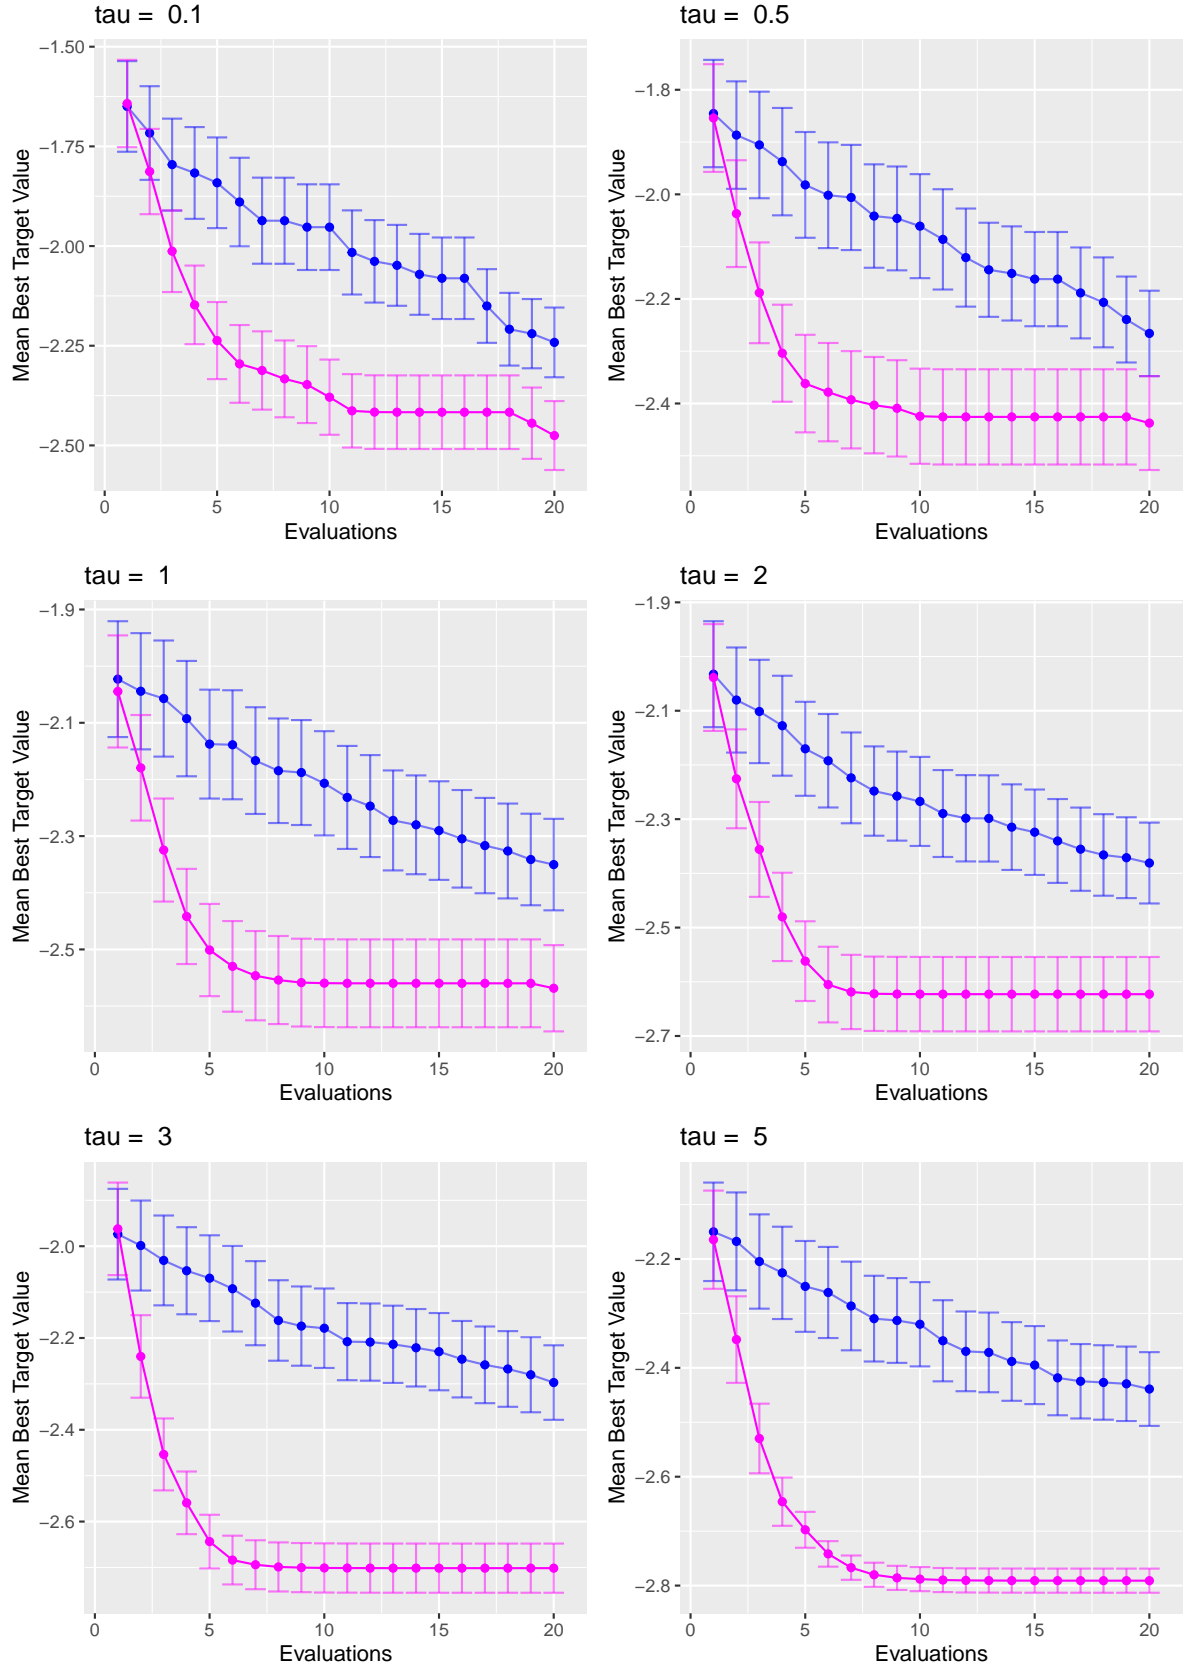 tau =  0.1
Mean Best Target Value
−1.50
−1.75
−2.00
−2.25
−2.50
0 5 10 15 20
Evaluations
tau =  0.5
Mean Best Target Value
−1.8
−2.0
−2.2
−2.4
0 5 10 15 20
Evaluations
tau =  1
Mean Best Target Value
−1.9
−2.1
−2.3
−2.5
0 5 10 15 20
Evaluations
tau =  2
Mean Best Target Value
−1.9
−2.1
−2.3
−2.5
−2.7
0 5 10 15 20
Evaluations
tau =  3
Mean Best Target Value
−2.0
−2.2
−2.4
−2.6
0 5 10 15 20
Evaluations
tau =  5
Mean Best Target Value
−2.2
−2.4
−2.6
−2.8
0 5 10 15 20
Evaluations